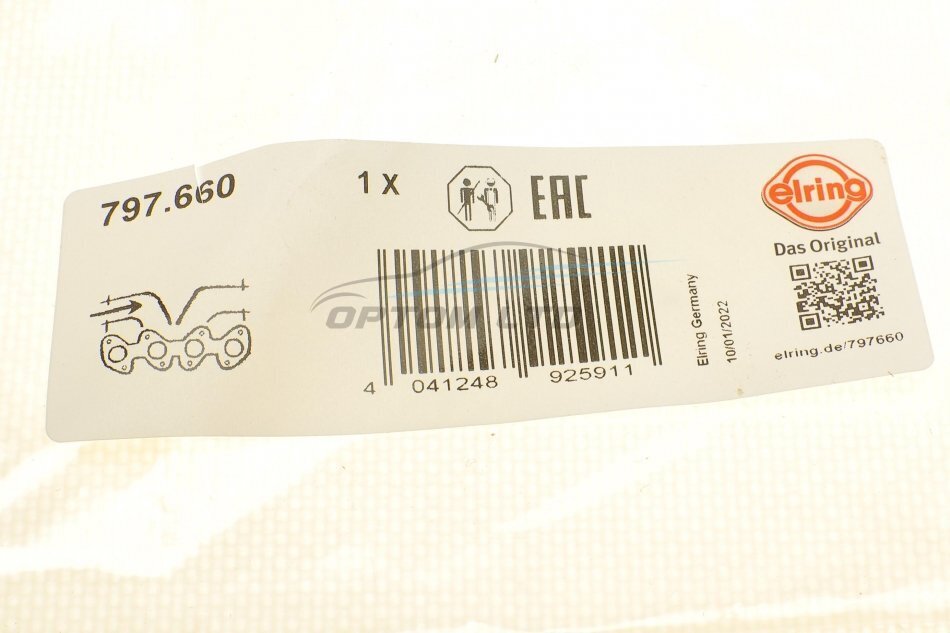 797.660
1 x
EAC
elring
Das Original
elring.de/797660
OPTOM LTD
4 041248 925911
Elring Germany
10/01/2022